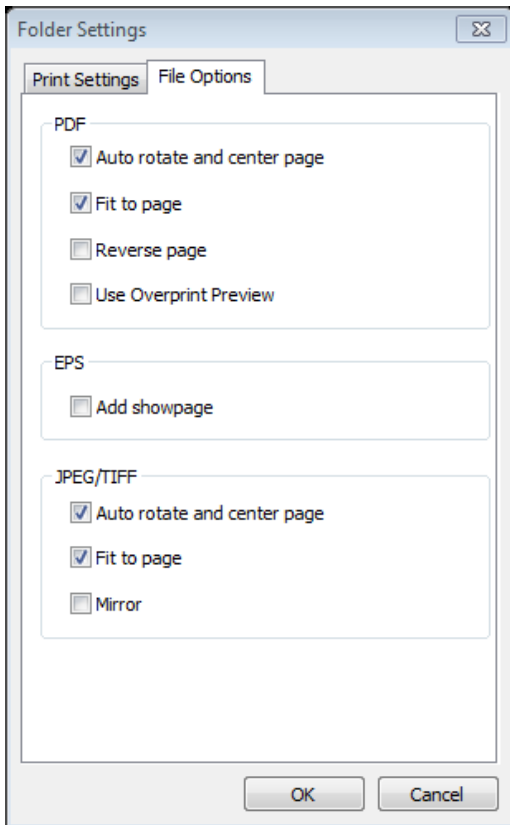 Folder Settings
Print Settings File Options
PDF
Auto rotate and center page
Fit to page
Reverse page
Use Overprint Preview
EPS
Add showpage
JPEG/TIFF
Auto rotate and center page
Fit to page
Mirror
OK Cancel